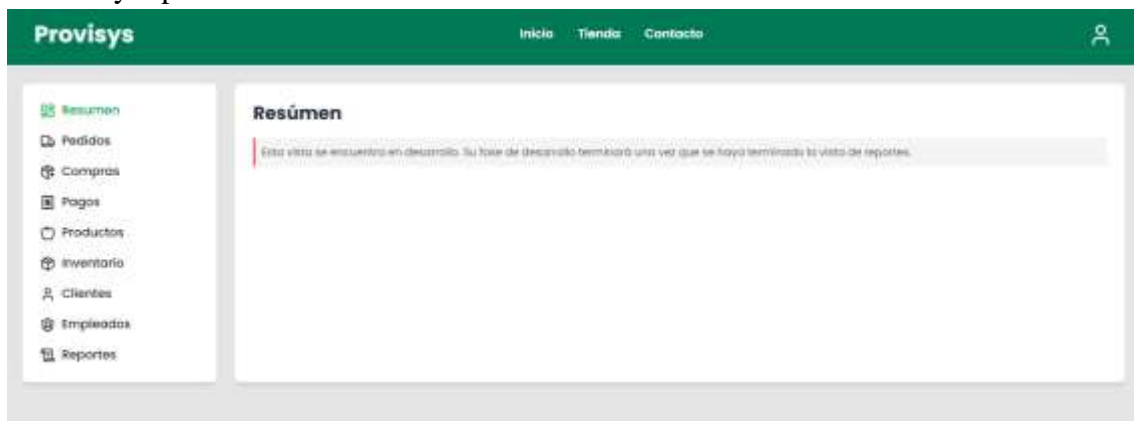 Provisys
Inicio Tienda Contacto
Resumen
Pedidos
Compras
Pagos
Productos
Inventario
Clientes
Empleados
Reportes
Resúmen
Esta vista se encuentra en desarrollo. Su fase de desarrollo terminará una vez que se haya terminado la vista de reportes.